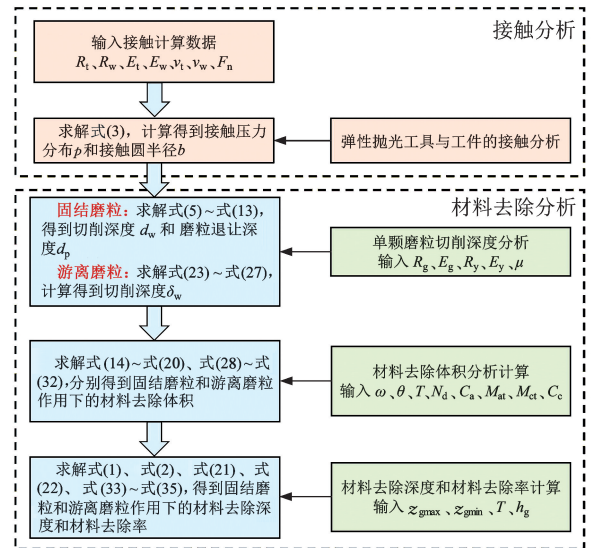 接触分析
输入接触计算数据
Rt、Rw、Et、Ew、νt、νw、Fn
求解式(3)，计算得到接触压力
分布p和接触圆半径b
弹性抛光工具与工件的接触分析
材料去除分析
固结磨粒：求解式(5)~式(13)，
得到切削深度 dw 和 磨粒退让深
度dp
游离磨粒：求解式(23)~式(27)，
计算得到切削深度δw
单颗磨粒切削深度分析
输入 Rg、Eg、Ry、Ey、μ
求解式(14)~式(20)、式(28)~式
(32)，分别得到固结磨粒和游离磨粒
作用下的材料去除体积
材料去除体积分析计算
输入 ω、θ、T、Nd、Ca、Mat、Mct、Cc
求解式(1)、式(2)、式(21)、式
(22)、式(33)~式(35)，得到固结磨
粒和游离磨粒作用下的材料去除深
度和材料去除率
材料去除深度和材料去除率计算
输入 zgmax、zgmin、T、hg